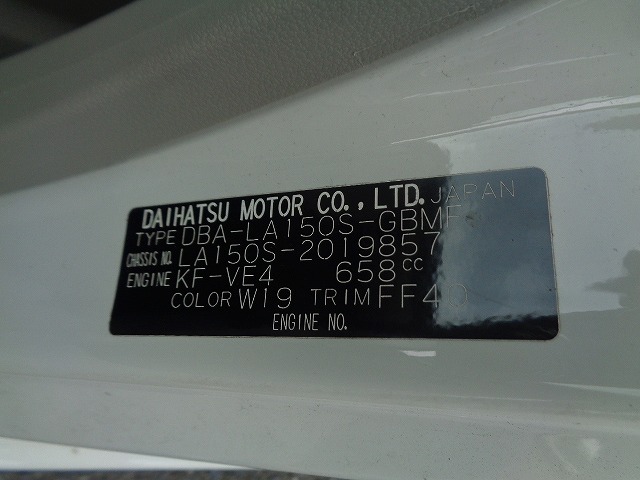 DAIHATSU MOTOR CO., LTD. JAPAN
TYPE DBA-LA150S-GBMF
CHASSIS NO. LA150S-2019857
ENGINE KF-VE4 658cc
COLOR W19 TRIM FF40
ENGINE NO.